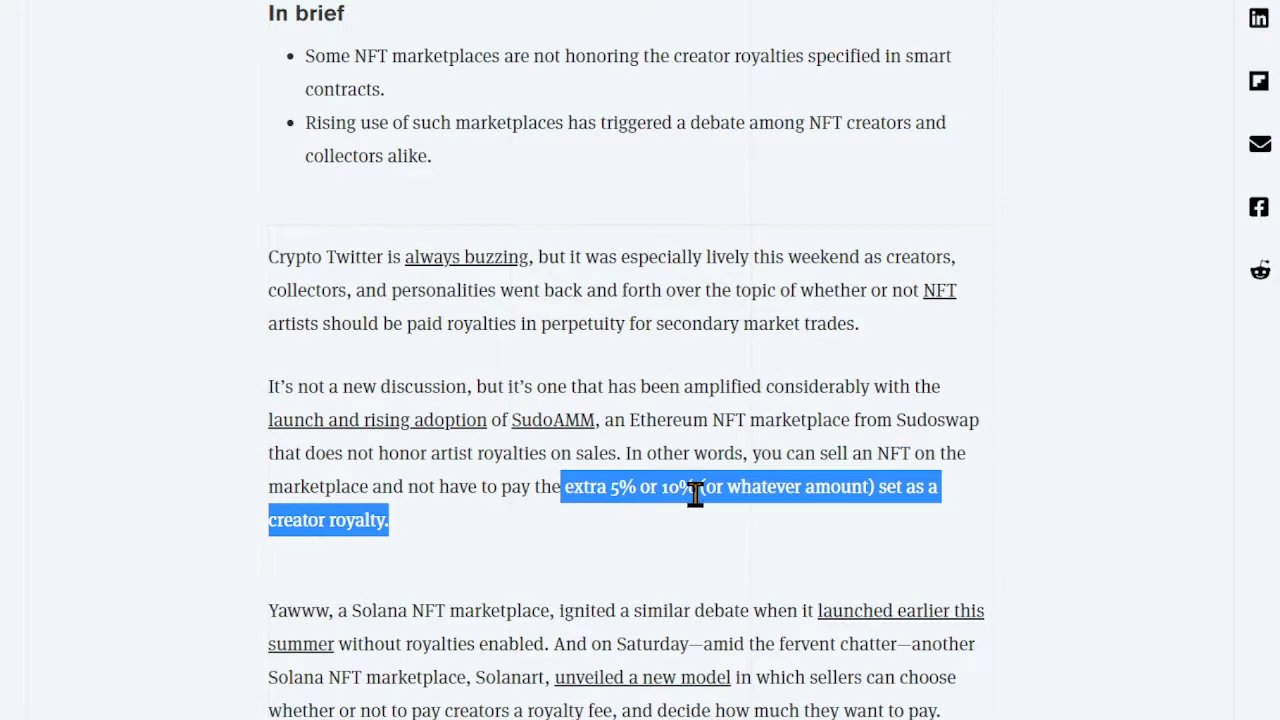 In brief
Some NFT marketplaces are not honoring the creator royalties specified in smart
contracts.
Rising use of such marketplaces has triggered a debate among NFT creators and
collectors alike.
Crypto Twitter is always buzzing, but it was especially lively this weekend as creators,
collectors, and personalities went back and forth over the topic of whether or not NFT
artists should be paid royalties in perpetuity for secondary market trades.
It’s not a new discussion, but it’s one that has been amplified considerably with the
launch and rising adoption of SudoAMM, an Ethereum NFT marketplace from Sudoswap
that does not honor artist royalties on sales. In other words, you can sell an NFT on the
marketplace and not have to pay the extra 5% or 10% (or whatever amount) set as a
creator royalty.
Yawww, a Solana NFT marketplace, ignited a similar debate when it launched earlier this
summer without royalties enabled. And on Saturday—amid the fervent chatter—another
Solana NFT marketplace, Solanart, unveiled a new model in which sellers can choose
whether or not to pay creators a royalty fee, and decide how much they want to pay.